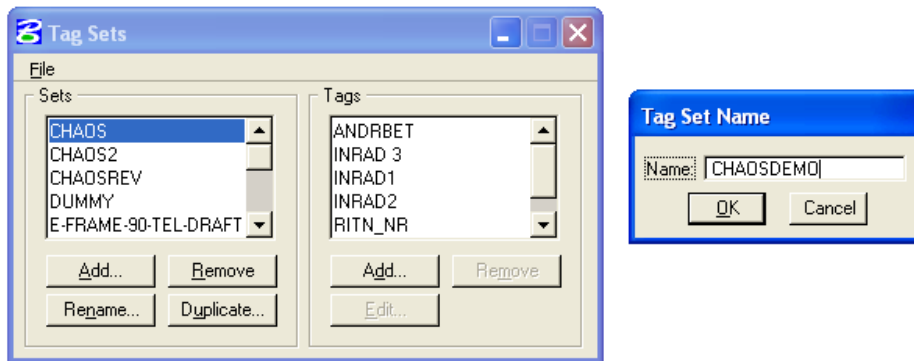 Tag Sets
File
Sets
CHAOS
CHAOS2
CHAOSREV
DUMMY
E-FRAME-90-TEL-DRAFT
Add...
Remove
Rename...
Duplicate...
Tags
ANDRBET
INRAD 3
INRAD1
INRAD2
RITN_NR
Add...
Remove
Edit...
Tag Set Name
Name: CHAOSDEMO
OK
Cancel